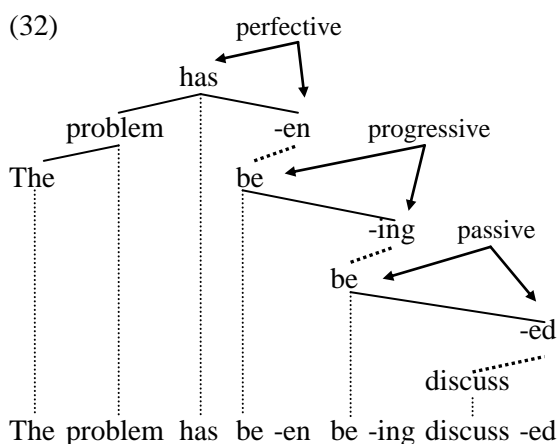 (32)
perfective
has
problem -en progressive
The be
-ing passive
be
-ed
discuss
The problem has be -en be -ing discuss -ed